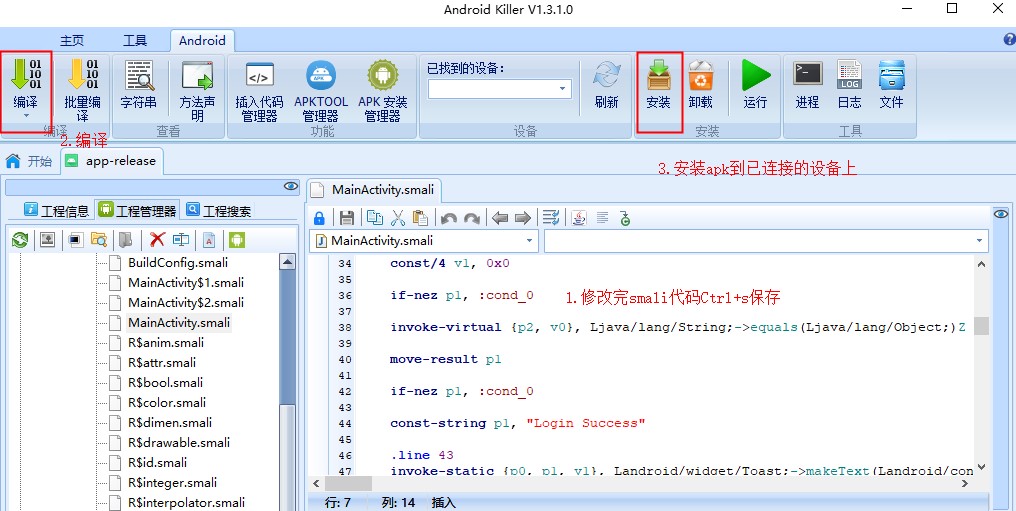 Android Killer V1.3.1.0
主页 工具 Android
编译 批量编译 字符串 方法声明 插入代码管理器 APKTOOL管理器 APK 安装管理器 已找到的设备: 刷新 安装 卸载 运行 进程 日志 文件
编译 查看 功能 设备 安装 工具
2.编译
开始 app-release
3.安装apk到已连接的设备上
MainActivity.smali
工程信息 工程管理器 工程搜索
MainActivity.smali
BuildConfig.smali
MainActivity$1.smali
MainActivity$2.smali
MainActivity.smali
R$anim.smali
R$attr.smali
R$bool.smali
R$color.smali
R$dimen.smali
R$drawable.smali
R$id.smali
R$integer.smali
R$interpolator.smali
34 const/4 v1, 0x0
35
36 if-nez p1, :cond_0
1.修改完smali代码Ctrl+s保存
37
38 invoke-virtual {p2, v0}, Ljava/lang/String;->equals(Ljava/lang/Object;)Z
39
40 move-result p1
41
42 if-nez p1, :cond_0
43
44 const-string p1, "Login Success"
45
46 .line 43
47 invoke-static {p0, p1, v1}, Landroid/widget/Toast;->makeText(Landroid/con
行: 7 列: 14 插入